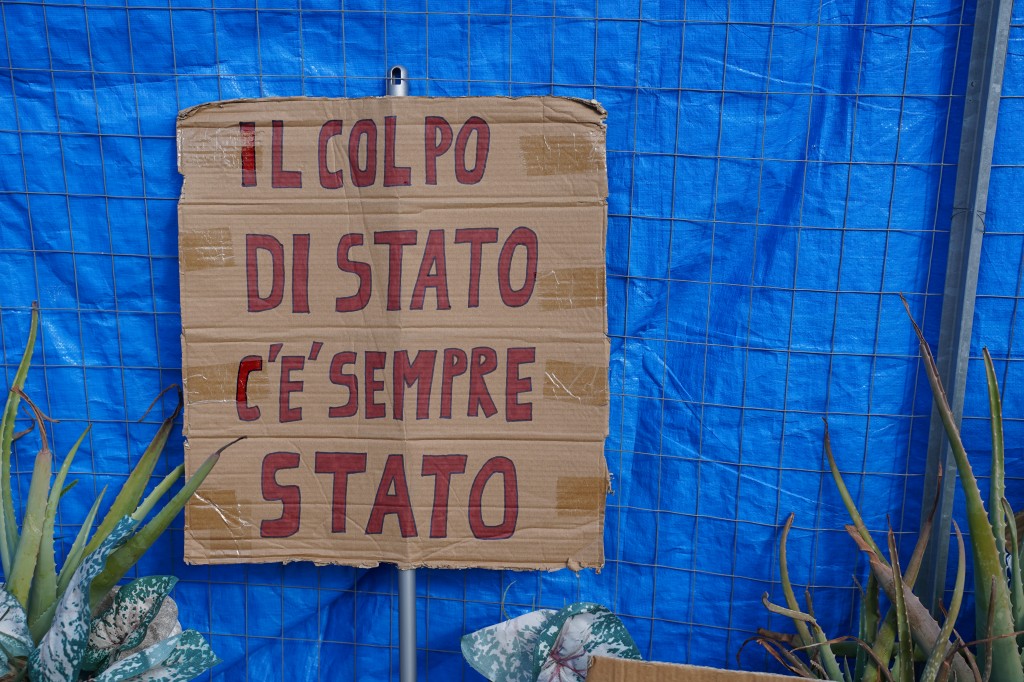 IL COLPO
DI STATO
C'È' SEMPRE
STATO